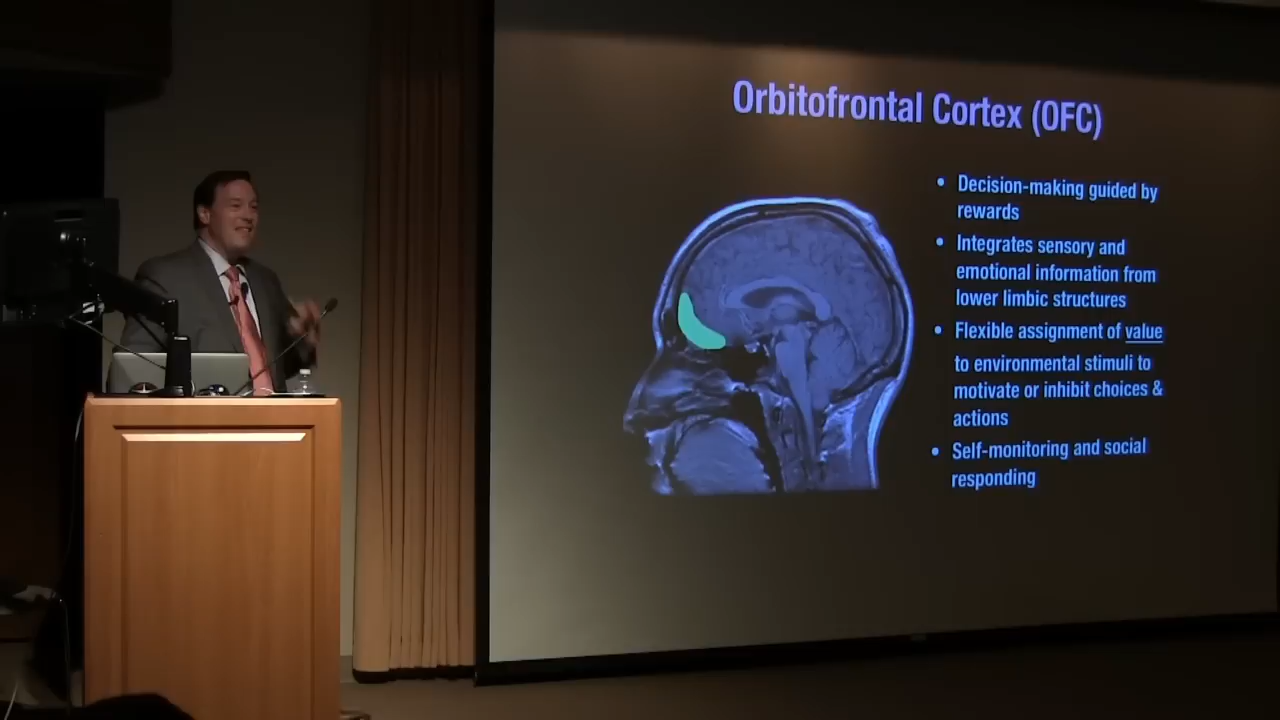 Orbitofrontal Cortex (OFC)
• Decision-making guided by
rewards
• Integrates sensory and
emotional information from
lower limbic structures
• Flexible assignment of value
to environmental stimuli to
motivate or inhibit choices &
actions
• Self-monitoring and social
responding